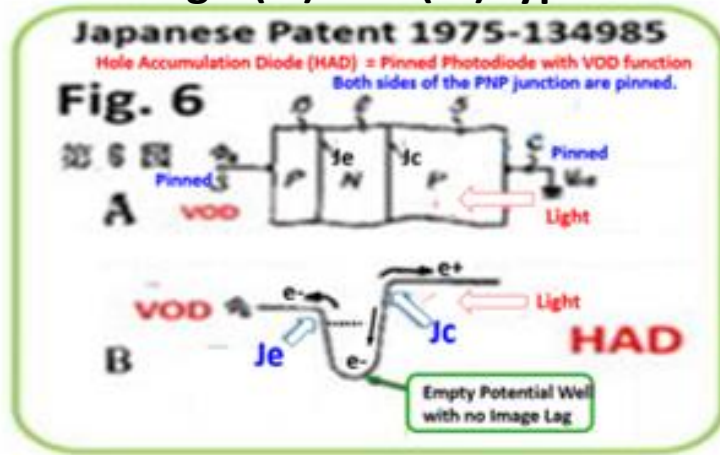 Japanese Patent 1975-134985
Hole Accumulation Diode (HAD) = Pinned Photodiode with VOD function
Both sides of the PNP junction are pinned.
Fig. 6
Je
Jc
Pinned
Pinned
P N P
A VOD
Light
e- e+
VOD
Light
Je
Jc
HAD
B
e-
Empty Potential Well
with no Image Lag